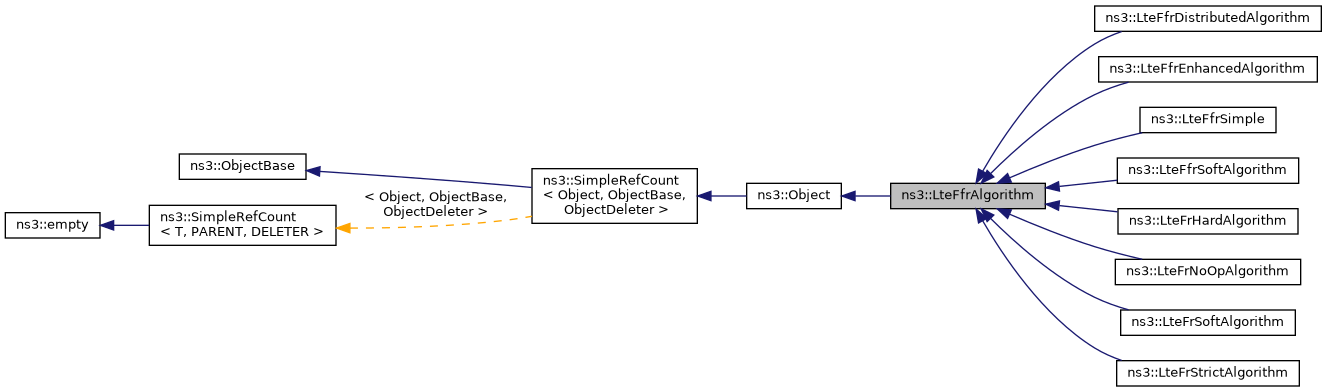 ns3::LteFfrDistributedAlgorithm
ns3::LteFfrEnhancedAlgorithm
ns3::LteFfrSimple
ns3::ObjectBase
ns3::SimpleRefCount
< Object, ObjectBase,
ObjectDeleter >
ns3::LteFfrSoftAlgorithm
< Object, ObjectBase,
ObjectDeleter >
ns3::Object
ns3::LteFfrAlgorithm
ns3::empty
ns3::SimpleRefCount
< T, PARENT, DELETER >
ns3::LteFrHardAlgorithm
ns3::LteFrNoOpAlgorithm
ns3::LteFrSoftAlgorithm
ns3::LteFrStrictAlgorithm